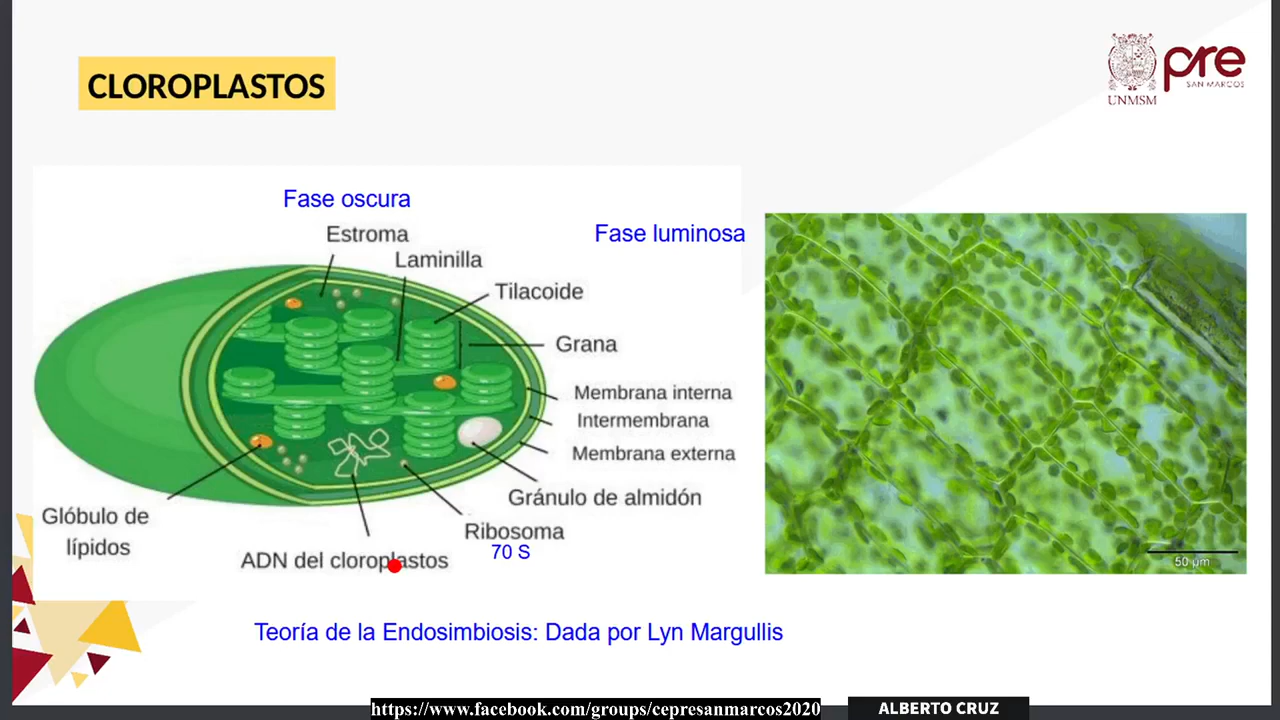 CLOROPLASTOS
UNMSM
pre
SAN MARCOS
Fase oscura
Fase luminosa
Estroma
Laminilla
Tilacoide
Grana
Membrana interna
Intermembrana
Membrana externa
Gránulo de almidón
Glóbulo de
lípidos
Ribosoma
70 S
ADN del cloroplastos
50 µm
Teoría de la Endosimbiosis: Dada por Lyn Margullis
https://www.facebook.com/groups/cepresanmarcos2020
ALBERTO CRUZ